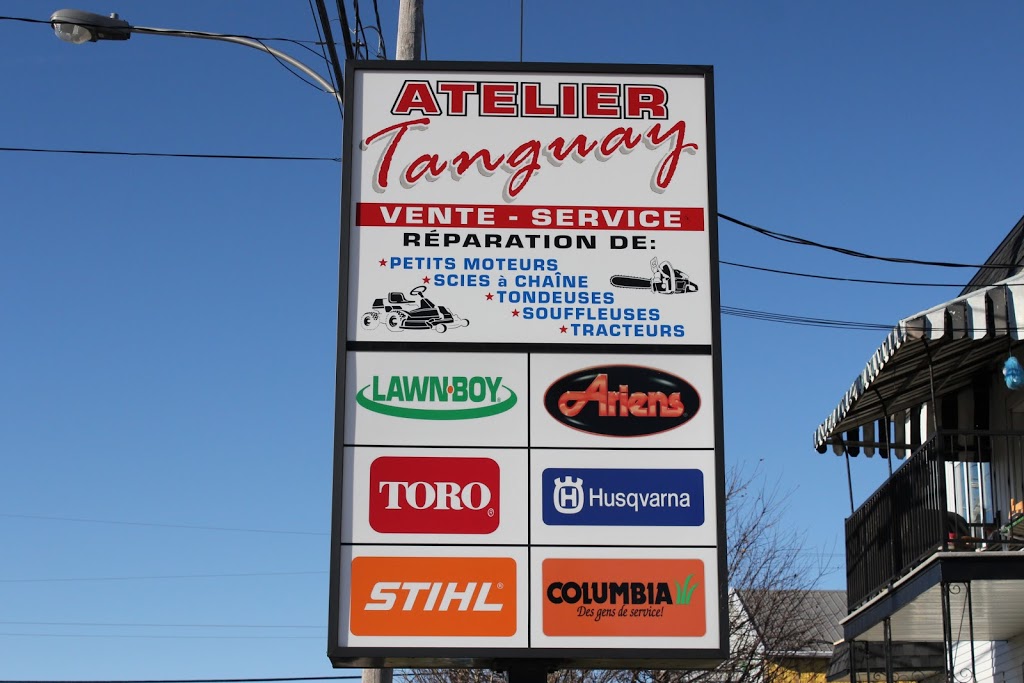 ATELIER
Tanguay
VENTE - SERVICE
RÉPARATION DE:
★PETITS MOTEURS
★SCIES à CHAÎNE
★TONDEUSES
★SOUFFLEUSES
★TRACTEURS
LAWN-BOY®
Ariens
TORO®
Husqvarna
STIHL®
COLUMBIA
Des gens de service!